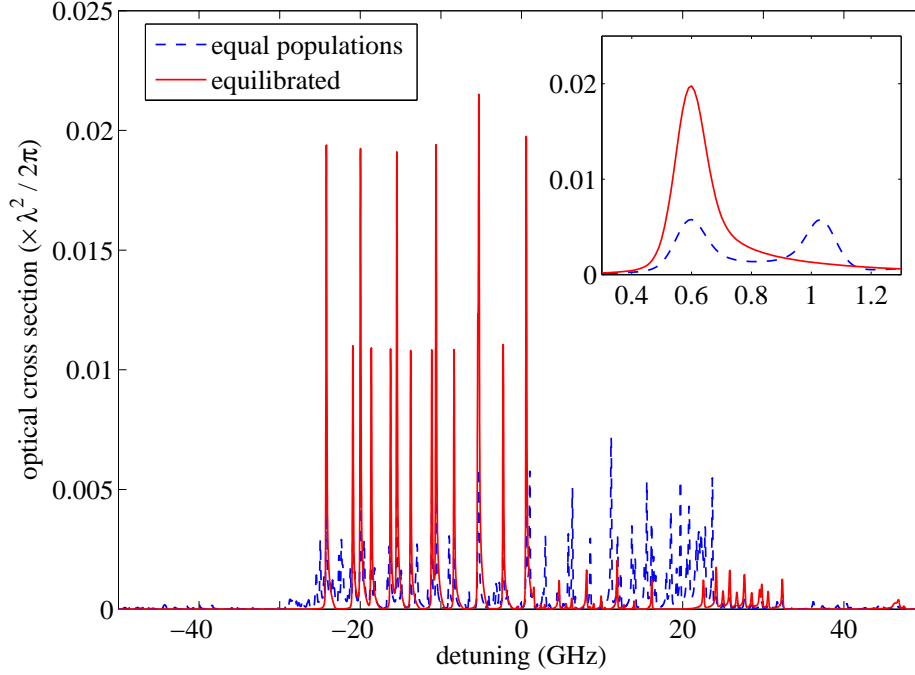 0.025
0.02
0.015
0.01
0.005
0
optical cross section (× λ² / 2π)
equal populations
equilibrated
0.02
0.01
0
0.4 0.6 0.8 1 1.2
−40 −20 0 20 40
detuning (GHz)